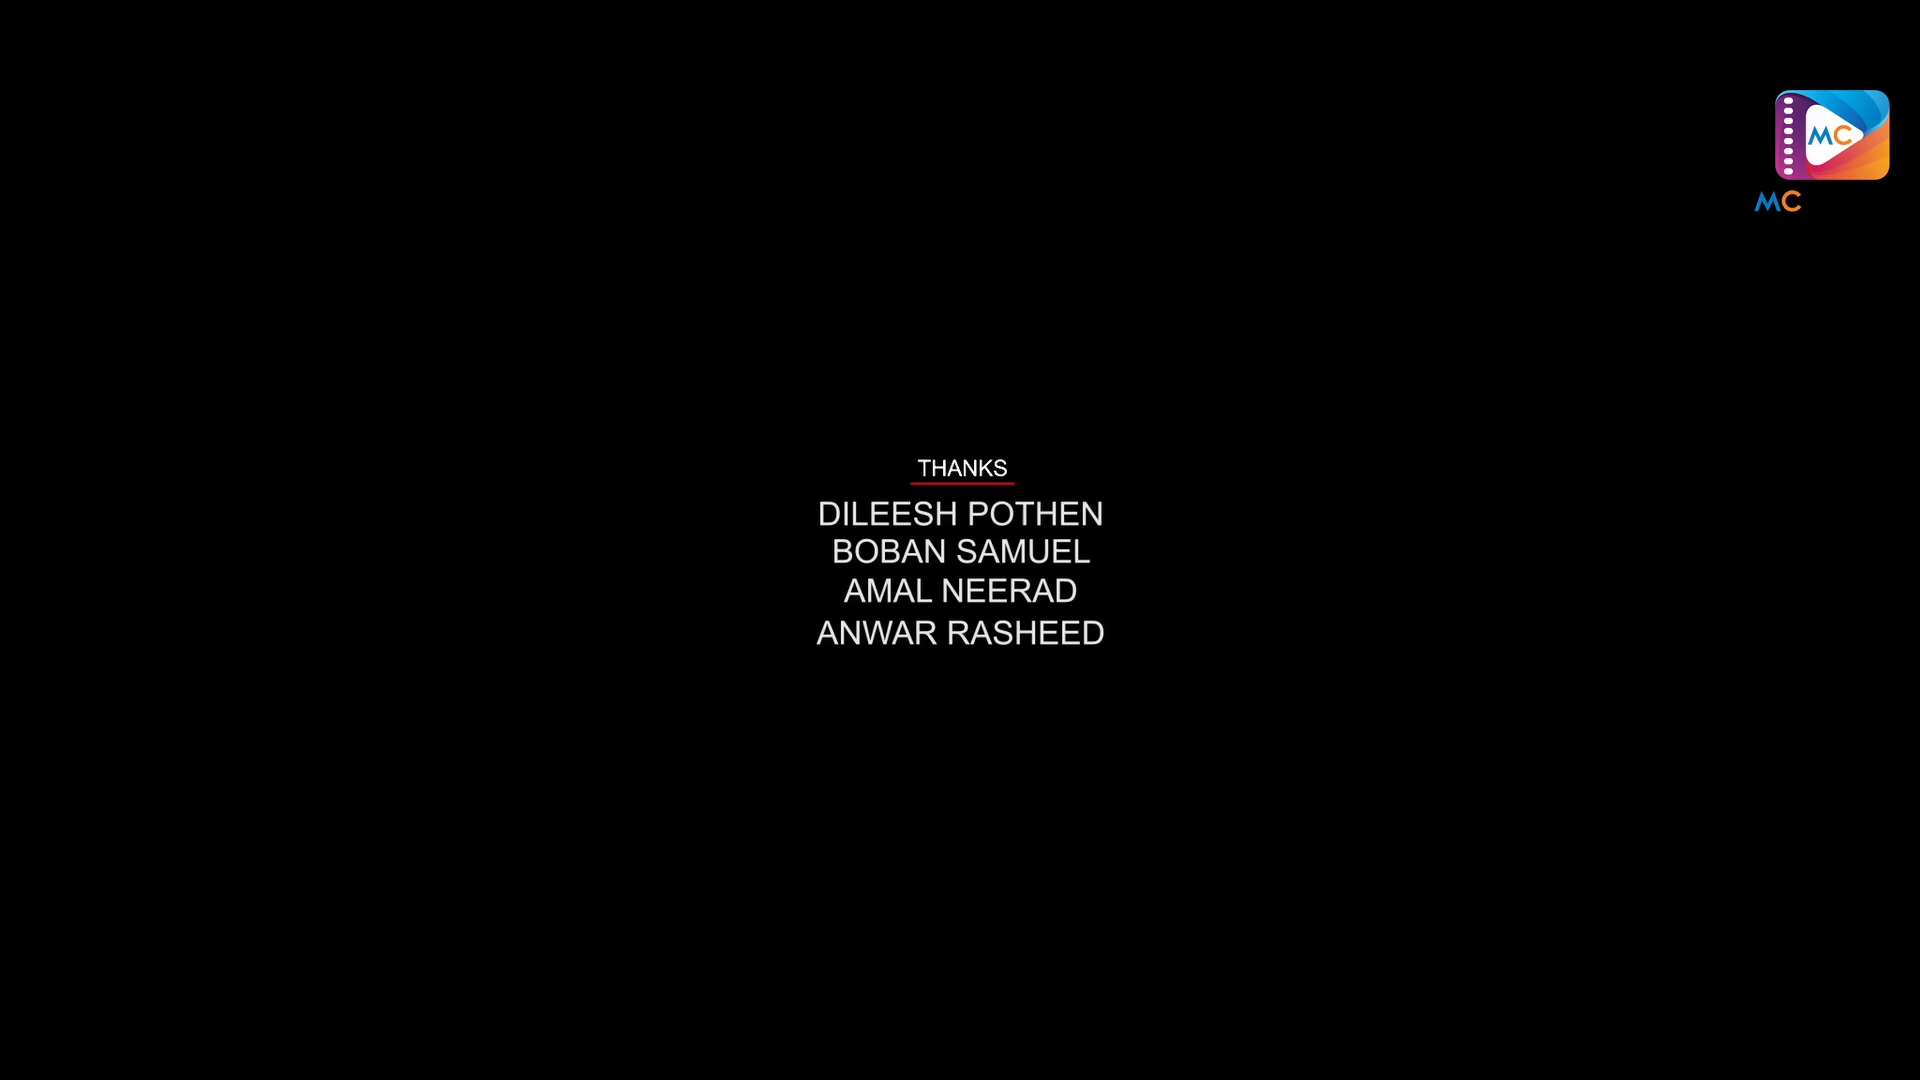 MC
MC
THANKS
DILEESH POTHEN
BOBAN SAMUEL
AMAL NEERAD
ANWAR RASHEED